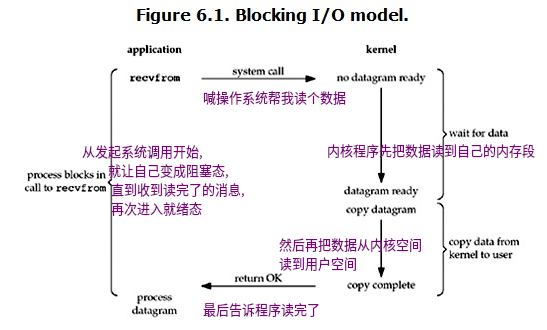 Figure 6.1. Blocking I/O model.
application
kernel
recvfrom
system call
no datagram ready
喊操作系统帮我读个数据
从发起系统调用开始,
就让自己变成阻塞态,
直到收到读完了的消息,
再次进入就绪态
process blocks in
call to recvfrom
内核程序先把数据读到自己的内存段
wait for data
datagram ready
copy datagram
然后再把数据从内核空间
读到用户空间
copy data from
kernel to user
return OK
copy complete
process
datagram
最后告诉程序读完了